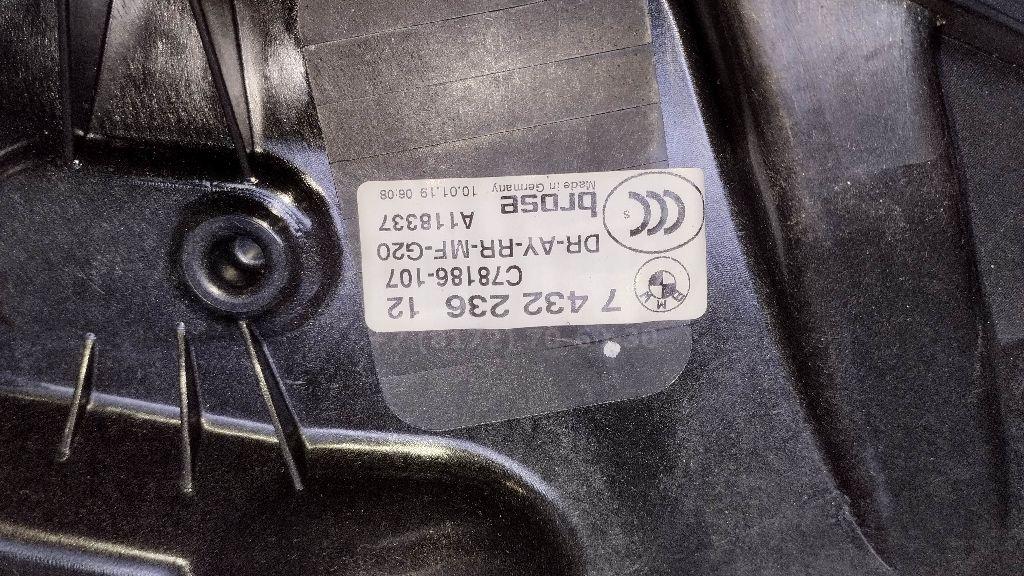 7 432 236 12
C78186-107
DR-AY-RR-MF-G20
A118337
brose
S
Made in Germany 10.01.19 06:08